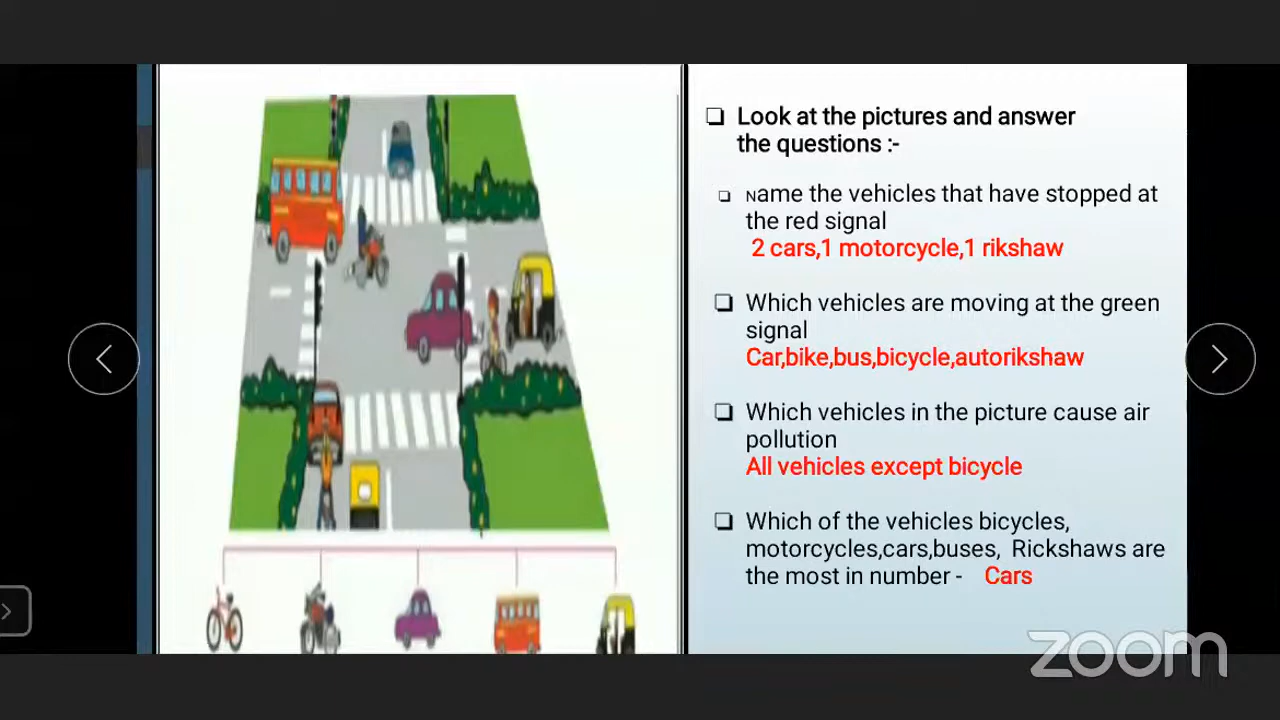 Look at the pictures and answer
the questions :-
Name the vehicles that have stopped at
the red signal
2 cars,1 motorcycle,1 rikshaw
Which vehicles are moving at the green
signal
Car,bike,bus,bicycle,autorikshaw
Which vehicles in the picture cause air
pollution
All vehicles except bicycle
Which of the vehicles bicycles,
motorcycles,cars,buses, Rickshaws are
the most in number - Cars
zoom